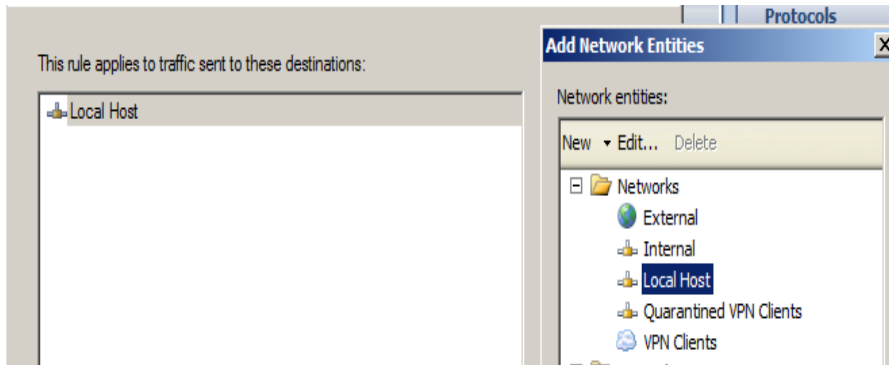 Protocols
Add Network Entities
This rule applies to traffic sent to these destinations:
Network entities:
Local Host
New Edit... Delete
Networks
External
Internal
Local Host
Quarantined VPN Clients
VPN Clients